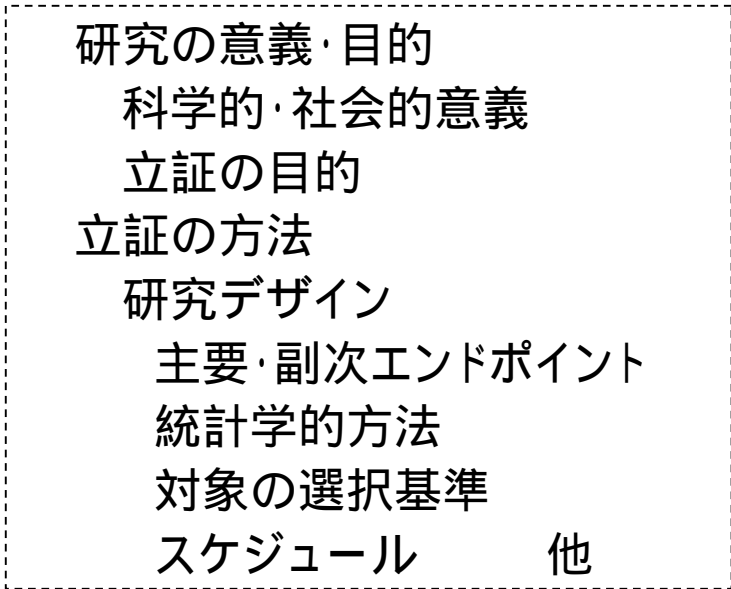 研究の意義・目的
科学的・社会的意義
立証の目的
立証の方法
研究デザイン
主要・副次エンドポイント
統計学的方法
対象の選択基準
スケジュール 他